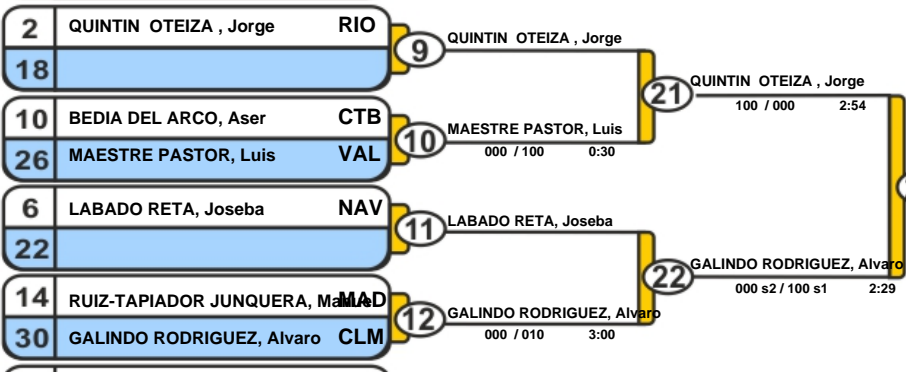 2 QUINTIN OTEIZA , Jorge RIO
18
9 QUINTIN OTEIZA , Jorge
10 BEDIA DEL ARCO, Aser CTB
26 MAESTRE PASTOR, Luis VAL
10 MAESTRE PASTOR, Luis
000 / 100 0:30
21 QUINTIN OTEIZA , Jorge
100 / 000 2:54
6 LABADO RETA, Joseba NAV
22
11 LABADO RETA, Joseba
14 RUIZ-TAPIADOR JUNQUERA, Manuel MAD
30 GALINDO RODRIGUEZ, Alvaro CLM
12 GALINDO RODRIGUEZ, Alvaro
000 / 010 3:00
22 GALINDO RODRIGUEZ, Alvaro
000 s2 / 100 s1 2:29